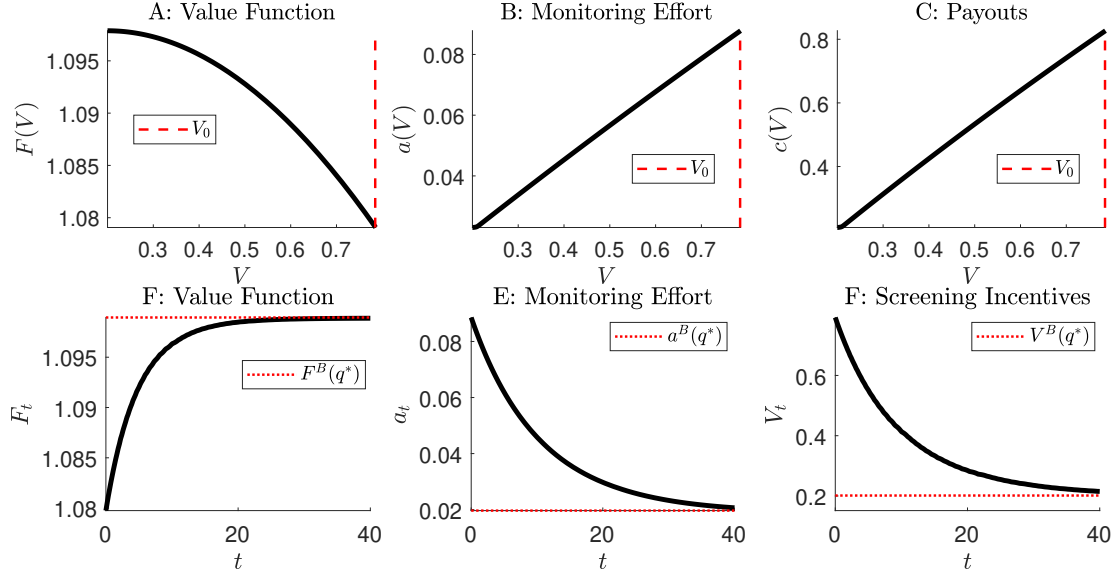 A: Value Function
B: Monitoring Effort
C: Payouts
F(V)
1.095
1.09
1.085
1.08
V₀
0.3 0.4 0.5 0.6 0.7
V
a(V)
0.08
0.06
0.04
V₀
0.3 0.4 0.5 0.6 0.7
V
c(V)
0.8
0.6
0.4
V₀
0.3 0.4 0.5 0.6 0.7
V
F: Value Function
E: Monitoring Effort
F: Screening Incentives
Fₜ
1.095
1.09
1.085
1.08
F^B(q*)
0 20 40
t
aₜ
0.08
0.06
0.04
0.02
a^B(q*)
0 20 40
t
Vₜ
0.6
0.4
0.2
V^B(q*)
0 20 40
t